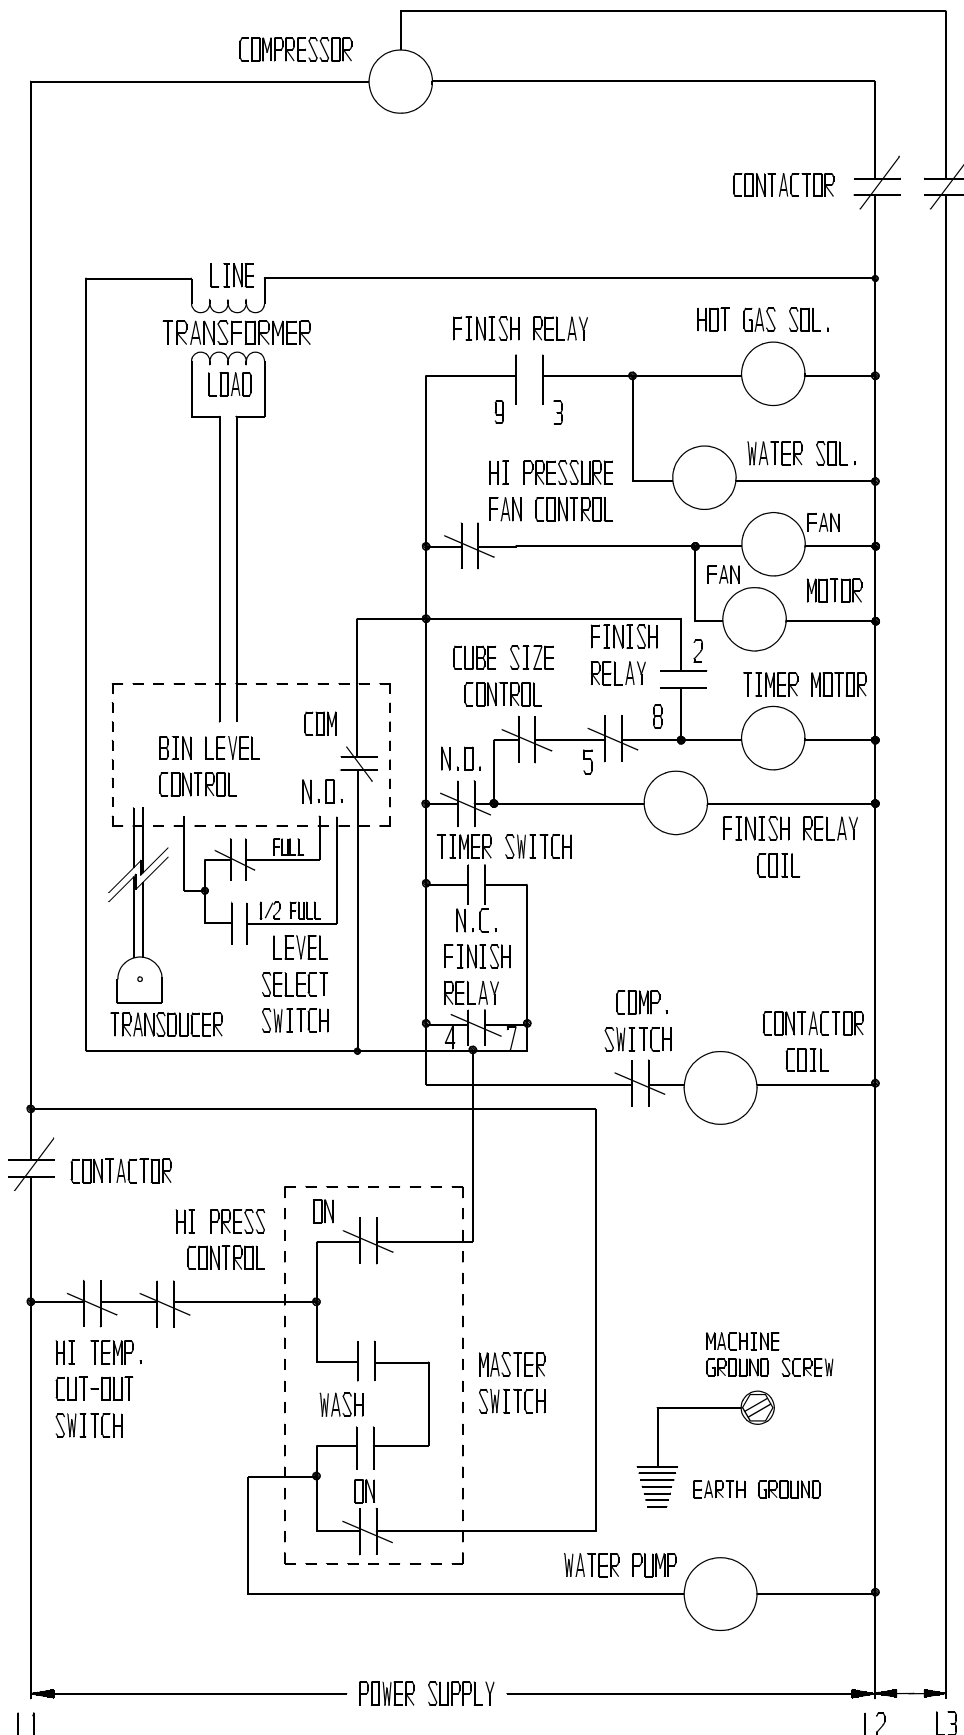 COMPRESSOR
CONTACTOR
LINE
TRANSFORMER
LOAD
FINISH RELAY
9 3
HOT GAS SOL.
WATER SOL.
HI PRESSURE
FAN CONTROL
FAN
FAN
MOTOR
FINISH
RELAY
2
8
CUBE SIZE
CONTROL
TIMER MOTOR
5
COM
BIN LEVEL
CONTROL
N.O.
N.O.
TIMER SWITCH
FINISH RELAY
COIL
FULL
1/2 FULL
LEVEL
SELECT
SWITCH
TRANSDUCER
N.C.
FINISH
RELAY
4 7
COMP.
SWITCH
CONTACTOR
COIL
CONTACTOR
HI PRESS
CONTROL
ON
HI TEMP.
CUT-OUT
SWITCH
WASH
MASTER
SWITCH
ON
MACHINE
GROUND SCREW
EARTH GROUND
WATER PUMP
POWER SUPPLY
L1 L2 L3